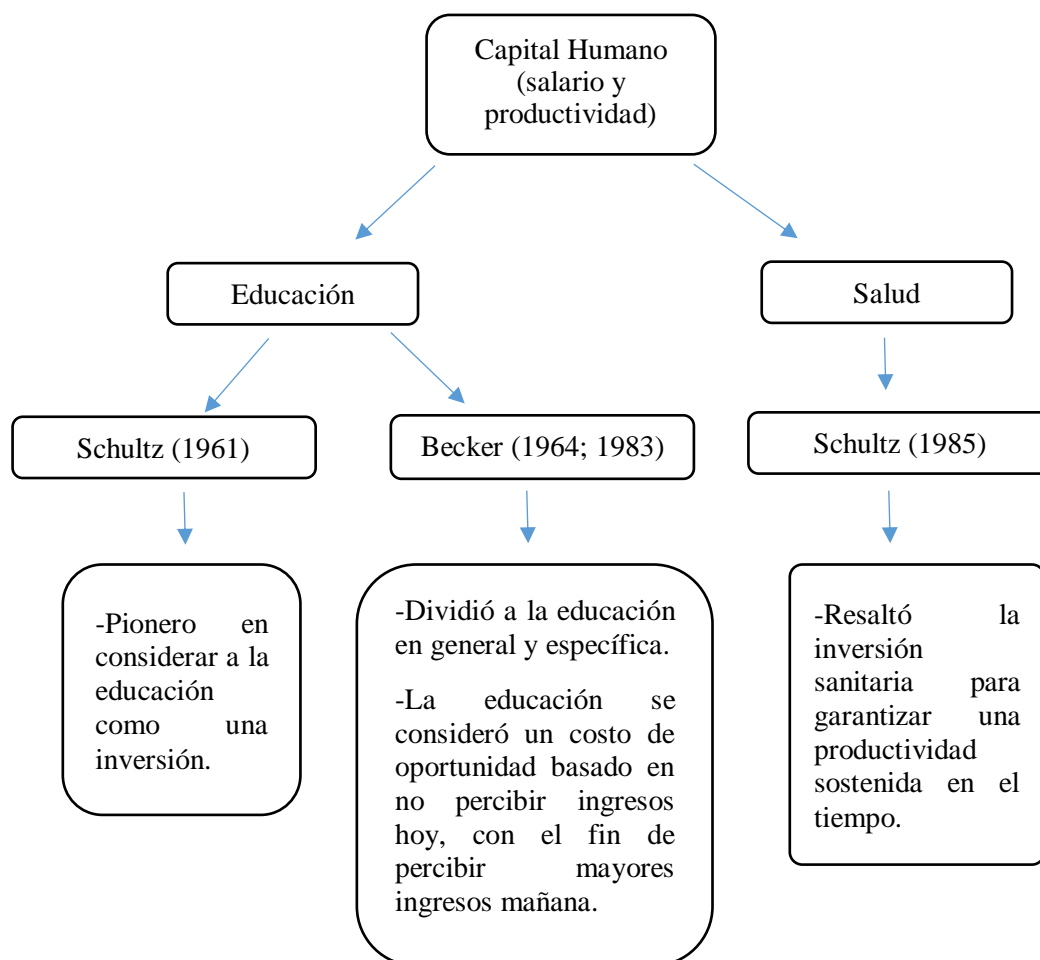 Capital Humano
(salario y
productividad)
Educación
Salud
Schultz (1961)
Becker (1964; 1983)
Schultz (1985)
-Pionero en
considerar a la
educación
como una
inversión.
-Dividió a la educación
en general y específica.
-La educación se
consideró un costo de
oportunidad basado en
no percibir ingresos
hoy, con el fin de
percibir mayores
ingresos mañana.
-Resaltó la
inversión
sanitaria para
garantizar una
productividad
sostenida en el
tiempo.